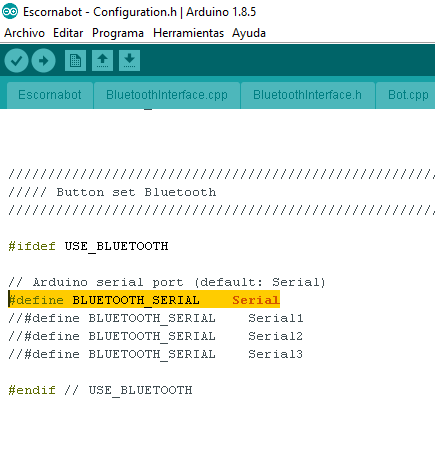 Escornabot - Configuration.h | Arduino 1.8.5
Archivo Editar Programa Herramientas Ayuda
Escornabot BluetoothInterface.cpp BluetoothInterface.h Bot.cpp
////////////////////////////////////////////////////////////
///// Button set Bluetooth
////////////////////////////////////////////////////////////
#ifdef USE_BLUETOOTH
// Arduino serial port (default: Serial)
#define BLUETOOTH_SERIAL    Serial
//#define BLUETOOTH_SERIAL    Serial1
//#define BLUETOOTH_SERIAL    Serial2
//#define BLUETOOTH_SERIAL    Serial3
#endif // USE_BLUETOOTH